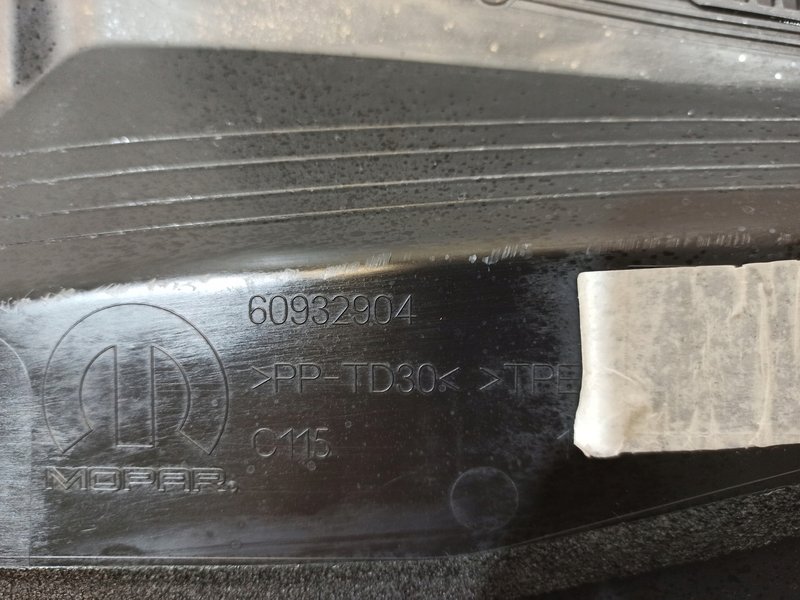 60932904
>PP-TD30< >TPE
C115
MOPAR.